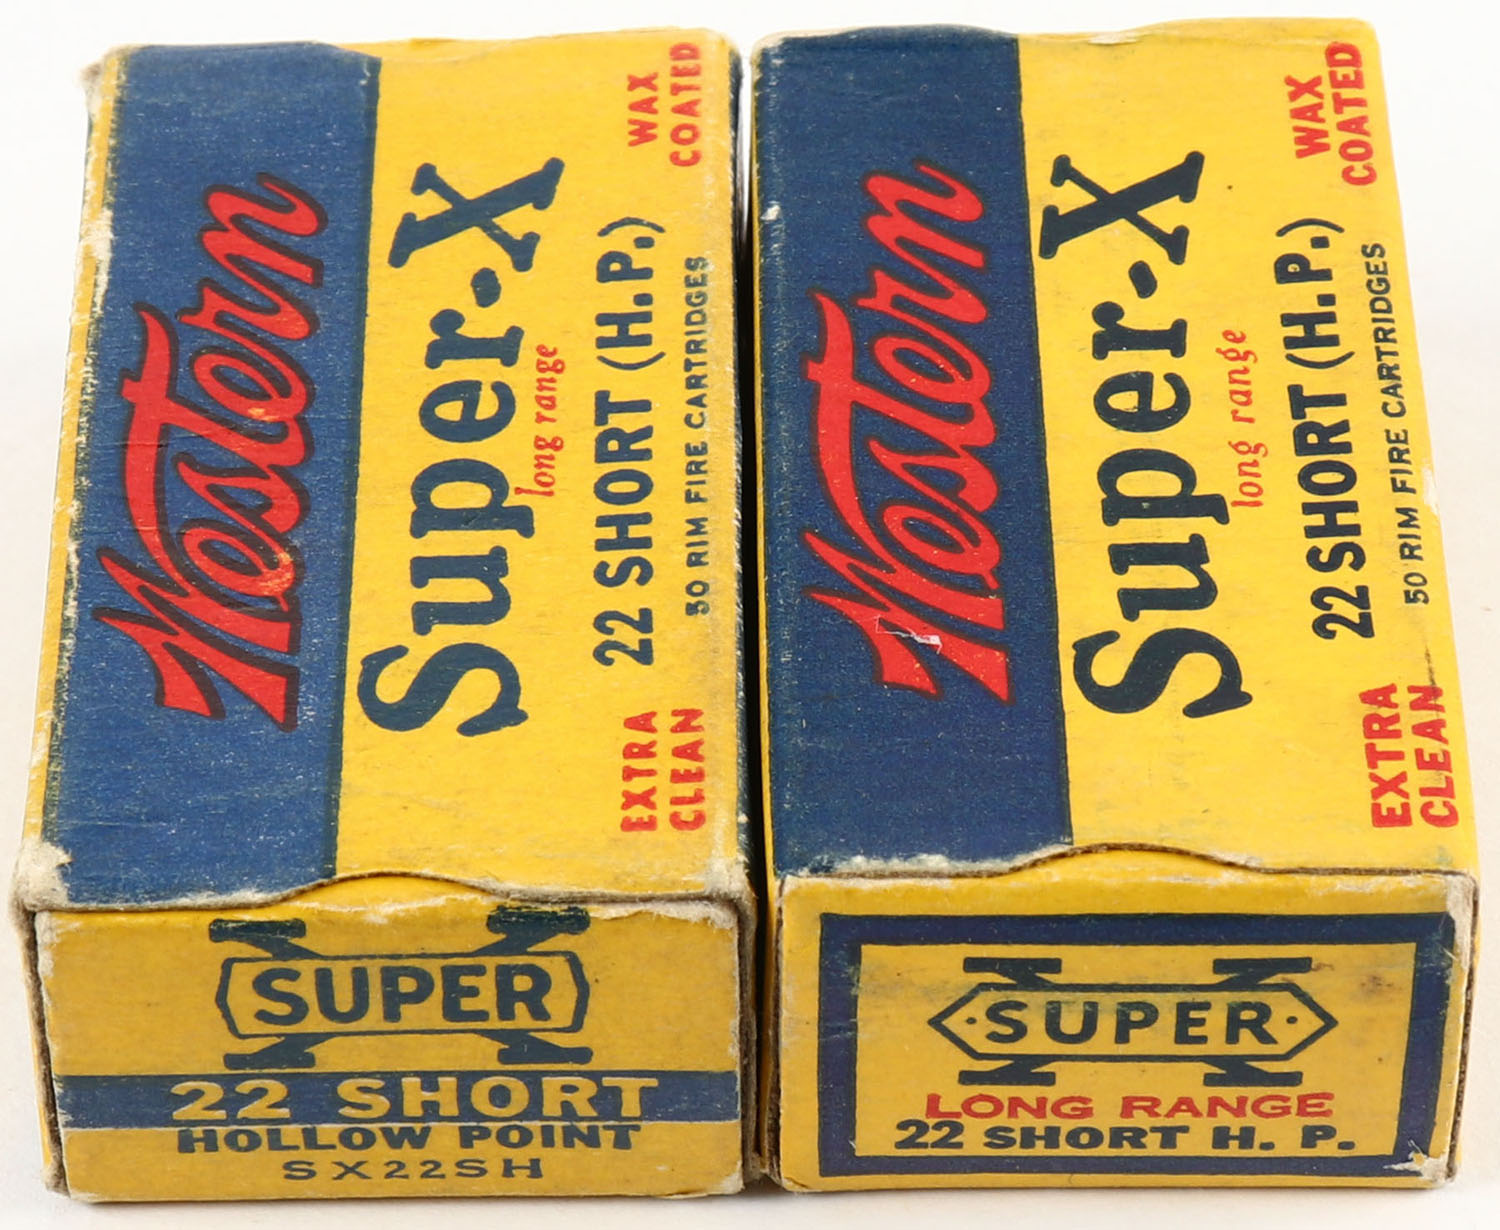 Western
Super-X
long range
22 SHORT (H.P.)
50 RIM FIRE CARTRIDGES
EXTRA
CLEAN
WAX
COATED
SUPER
X
22 SHORT
HOLLOW POINT
SX22SH
Western
Super-X
long range
22 SHORT (H.P.)
50 RIM FIRE CARTRIDGES
EXTRA
CLEAN
WAX
COATED
X
·SUPER·
LONG RANGE
22 SHORT H. P.